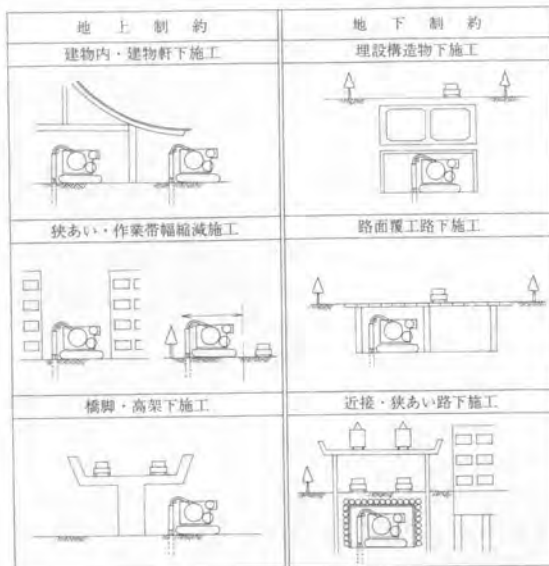 地上制約
地下制約
建物内・建物軒下施工
埋設構造物下施工
狭あい・作業帯幅縮減施工
路面覆工路下施工
橋脚・高架下施工
近接・狭あい路下施工